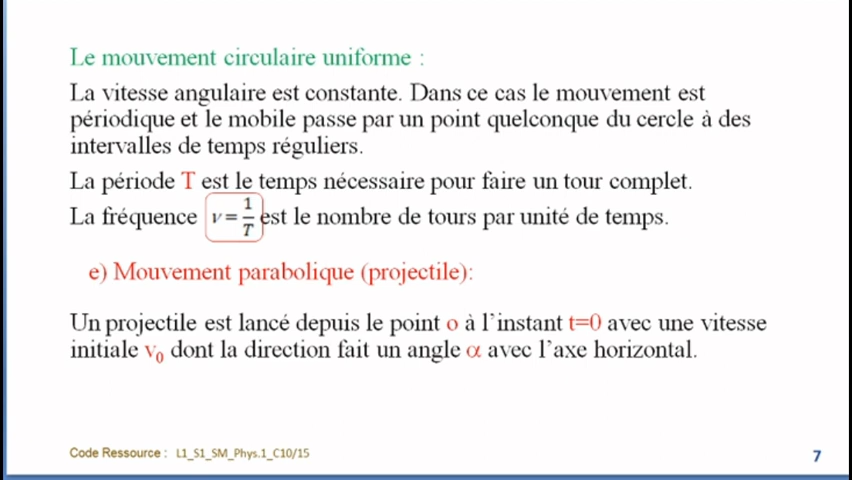 Le mouvement circulaire uniforme :
La vitesse angulaire est constante. Dans ce cas le mouvement est
périodique et le mobile passe par un point quelconque du cercle à des
intervalles de temps réguliers.
La période T est le temps nécessaire pour faire un tour complet.
La fréquence ν = 1/T est le nombre de tours par unité de temps.
e) Mouvement parabolique (projectile):
Un projectile est lancé depuis le point o à l'instant t=0 avec une vitesse
initiale v₀ dont la direction fait un angle α avec l'axe horizontal.
Code Ressource : L1_S1_SM_Phys.1_C10/15
7